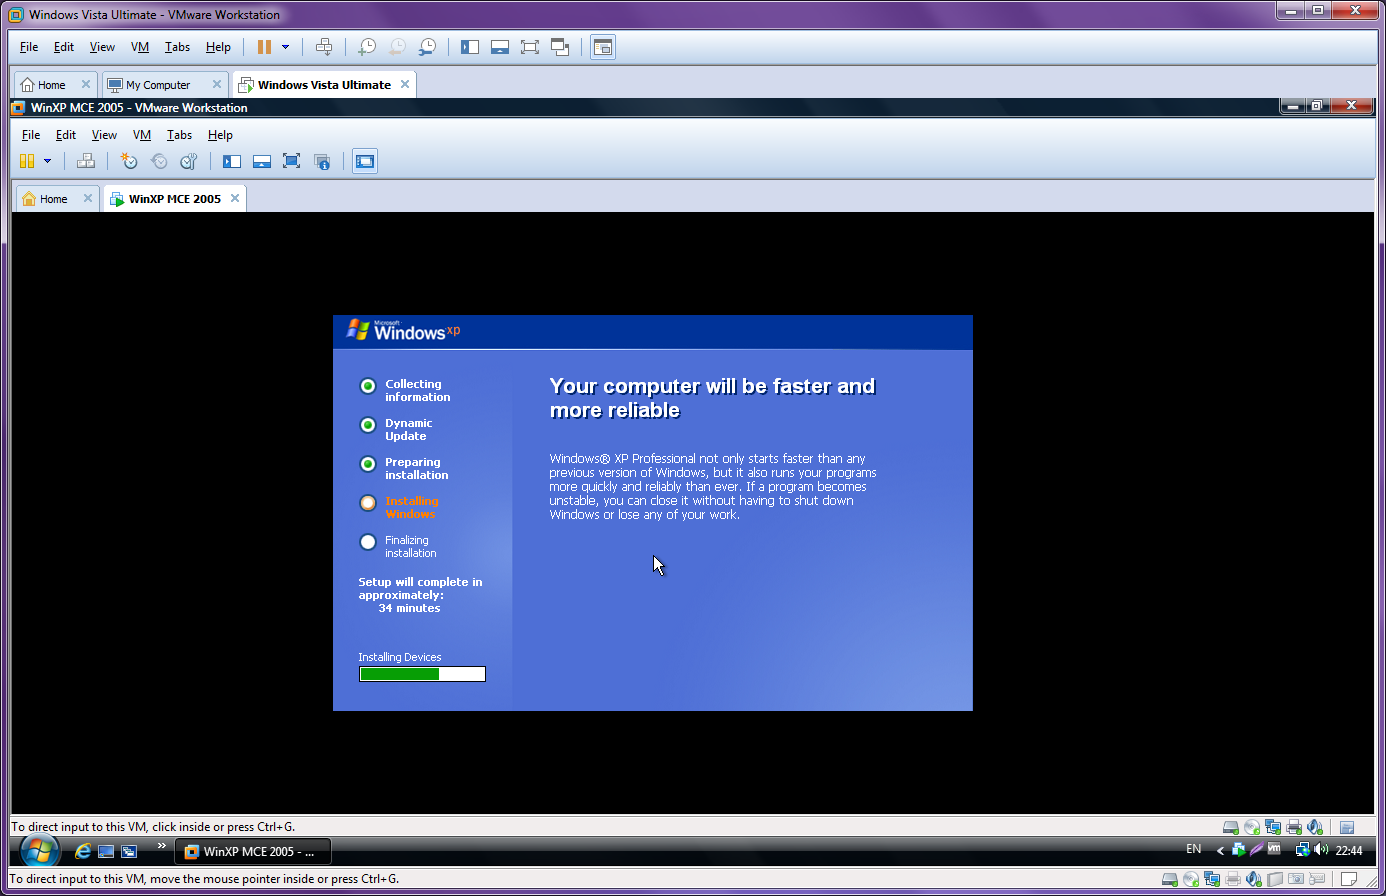 Windows Vista Ultimate - VMware Workstation
File Edit View VM Tabs Help
Home My Computer Windows Vista Ultimate
WinXP MCE 2005 - VMware Workstation
File Edit View VM Tabs Help
Home WinXP MCE 2005
Microsoft
Windows xp
Collecting
information
Dynamic
Update
Preparing
installation
Installing
Windows
Finalizing
installation
Setup will complete in
approximately:
34 minutes
Installing Devices
Your computer will be faster and
more reliable
Windows® XP Professional not only starts faster than any
previous version of Windows, but it also runs your programs
more quickly and reliably than ever. If a program becomes
unstable, you can close it without having to shut down
Windows or lose any of your work.
To direct input to this VM, click inside or press Ctrl+G.
WinXP MCE 2005 - ... EN vm 22:44
To direct input to this VM, move the mouse pointer inside or press Ctrl+G.